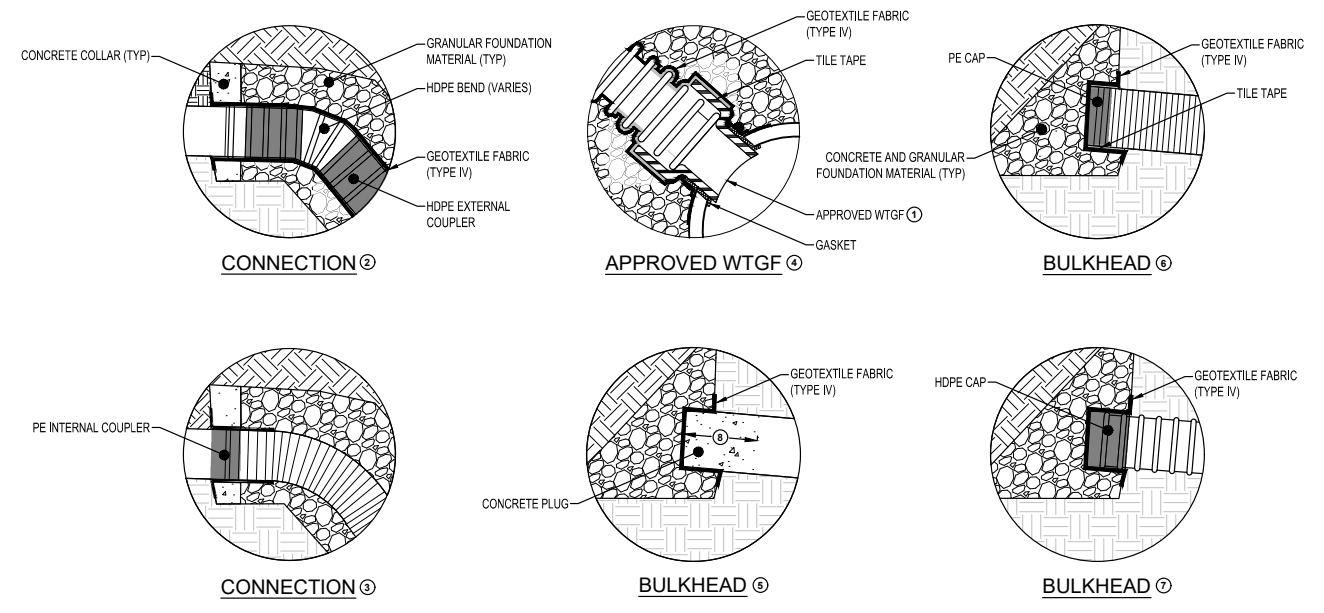 CONCRETE COLLAR (TYP)
GRANULAR FOUNDATION
MATERIAL (TYP)
HDPE BEND (VARIES)
GEOTEXTILE FABRIC
(TYPE IV)
HDPE EXTERNAL
COUPLER
CONNECTION ②
GEOTEXTILE FABRIC
(TYPE IV)
TILE TAPE
APPROVED WTGF ①
GASKET
APPROVED WTGF ④
PE CAP
GEOTEXTILE FABRIC
(TYPE IV)
TILE TAPE
CONCRETE AND GRANULAR
FOUNDATION MATERIAL (TYP)
BULKHEAD ⑥
PE INTERNAL COUPLER
CONNECTION ③
GEOTEXTILE FABRIC
(TYPE IV)
⑧
CONCRETE PLUG
BULKHEAD ⑤
HDPE CAP
GEOTEXTILE FABRIC
(TYPE IV)
BULKHEAD ⑦